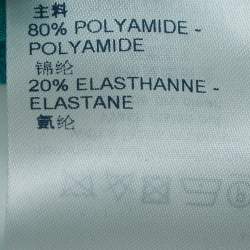 主料
80% POLYAMIDE -
POLYAMIDE
锦纶
20% ELASTHANNE -
ELASTANE
氨纶